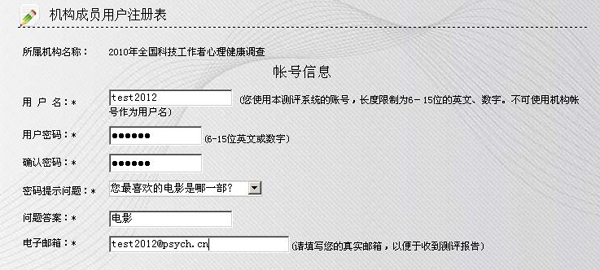 机构成员用户注册表
所属机构名称： 2010年全国科技工作者心理健康调查
帐号信息
用 户 名：* test2012 (您使用本测评系统的账号，长度限制为6－15位的英文、数字。不可使用机构帐
号作为用户名)
用户密码：* ●●●●●● (6-15位英文或数字)
确认密码：* ●●●●●●
密码提示问题：* 您最喜欢的电影是哪一部？
问题答案：* 电影
电子邮箱：* test2012@psych.cn (请填写您的真实邮箱，以便于收到测评报告)